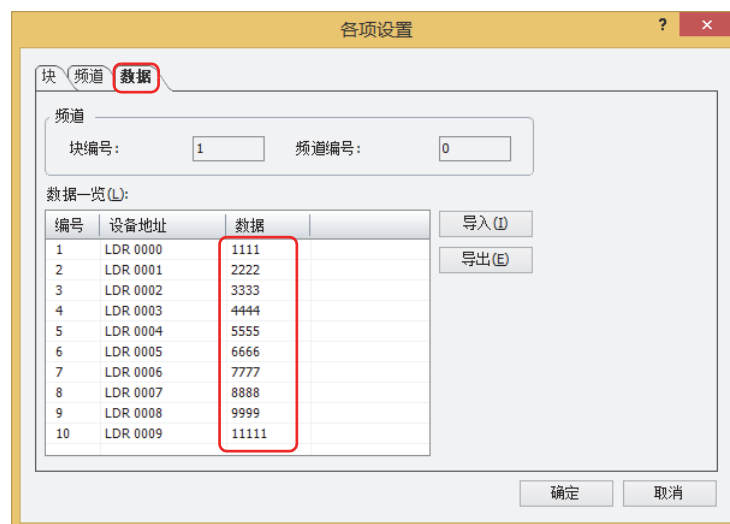 各项设置 ? ×
块 频道 数据
频道
块编号: 1 频道编号: 0
数据一览(L):
编号 设备地址 数据
导入(I)
1 LDR 0000 1111
导出(E)
2 LDR 0001 2222
3 LDR 0002 3333
4 LDR 0003 4444
5 LDR 0004 5555
6 LDR 0005 6666
7 LDR 0006 7777
8 LDR 0007 8888
9 LDR 0008 9999
10 LDR 0009 11111
确定 取消